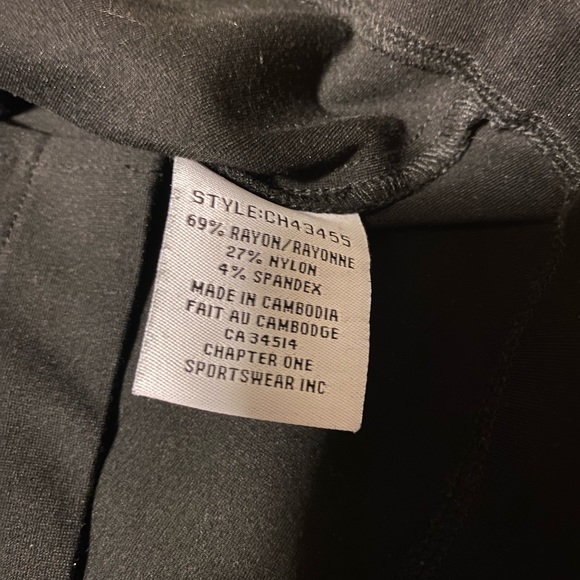 STYLE:CH43455
69% RAYON/RAYONNE
27% NYLON
4% SPANDEX
MADE IN CAMBODIA
FAIT AU CAMBODGE
CA 34514
CHAPTER ONE
SPORTSWEAR INC